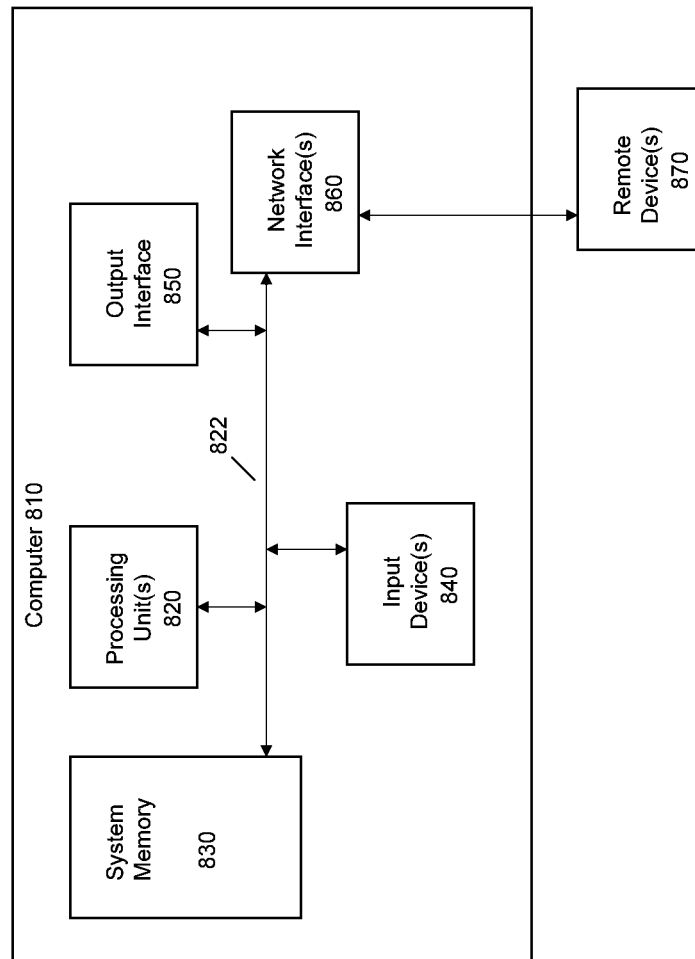 Computer 810
System
Memory
830
Processing
Unit(s)
820
822
Output
Interface
850
Input
Device(s)
840
Network
Interface(s)
860
Remote
Device(s)
870